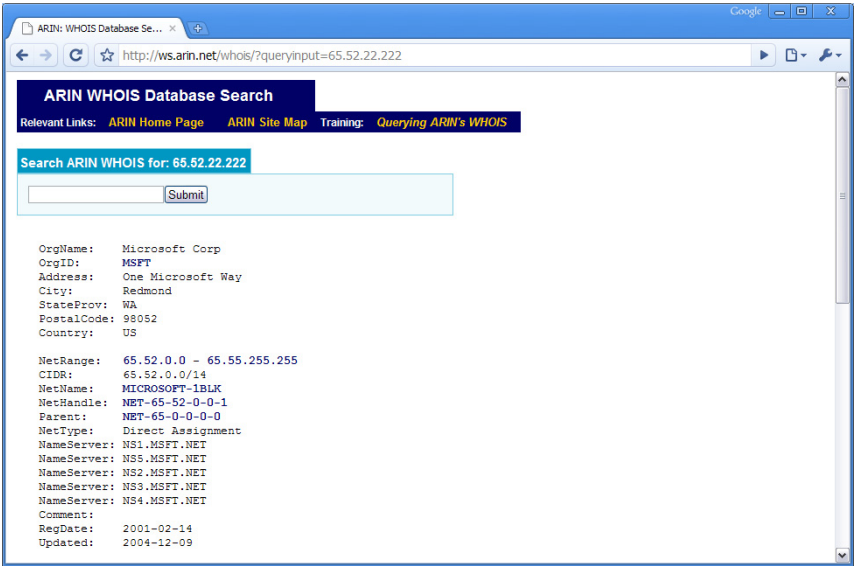 Google
ARIN: WHOIS Database Se...
http://ws.arin.net/whois/?queryinput=65.52.22.222
ARIN WHOIS Database Search
Relevant Links: ARIN Home Page ARIN Site Map Training: Querying ARIN's WHOIS
Search ARIN WHOIS for: 65.52.22.222
Submit
OrgName: Microsoft Corp
OrgID: MSFT
Address: One Microsoft Way
City: Redmond
StateProv: WA
PostalCode: 98052
Country: US
NetRange: 65.52.0.0 - 65.55.255.255
CIDR: 65.52.0.0/14
NetName: MICROSOFT-1BLK
NetHandle: NET-65-52-0-0-1
Parent: NET-65-0-0-0-0
NetType: Direct Assignment
NameServer: NS1.MSFT.NET
NameServer: NS5.MSFT.NET
NameServer: NS2.MSFT.NET
NameServer: NS3.MSFT.NET
NameServer: NS4.MSFT.NET
Comment:
RegDate: 2001-02-14
Updated: 2004-12-09